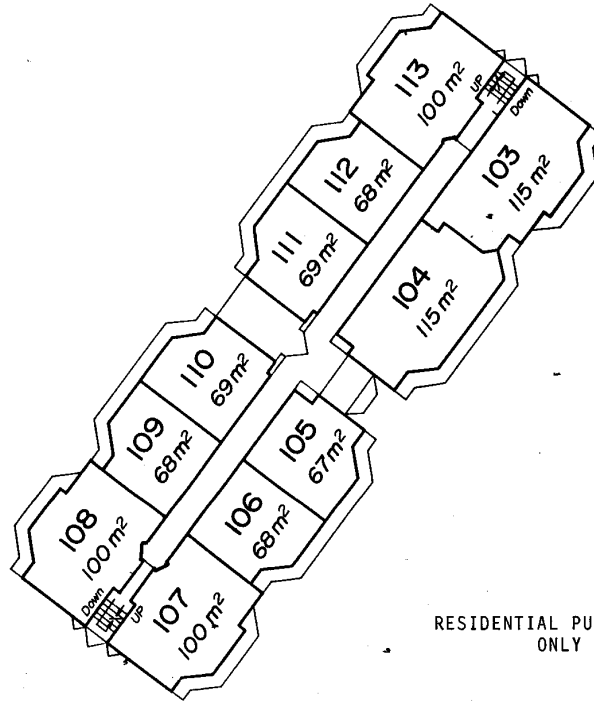 113
100 m²
UP
Down
103
115 m²
112
68 m²
111
69 m²
104
115 m²
110
69 m²
109
68 m²
105
67 m²
106
68 m²
108
100 m²
Down
UP
107
100 m²
RESIDENTIAL PU
ONLY